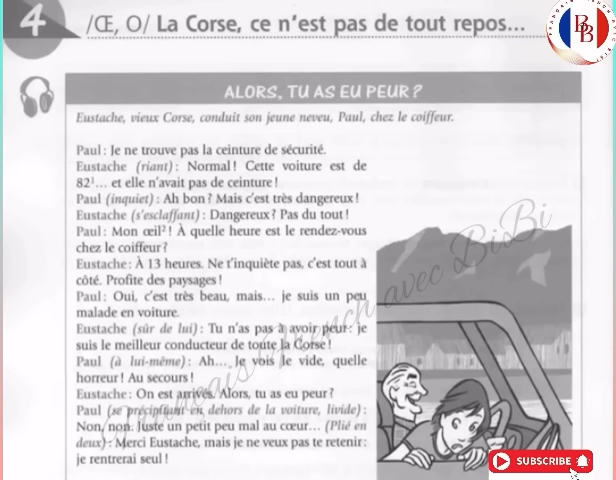 4 /Œ, O/ La Corse, ce n'est pas de tout repos...
BB
ALORS, TU AS EU PEUR ?
Eustache, vieux Corse, conduit son jeune neveu, Paul, chez le coiffeur.
Paul : Je ne trouve pas la ceinture de sécurité.
Eustache (riant) : Normal ! Cette voiture est de
82¹... et elle n'avait pas de ceinture !
Paul (inquiet) : Ah bon ? Mais c'est très dangereux !
Eustache (s'esclaffant) : Dangereux ? Pas du tout !
Paul : Mon œil² ! À quelle heure est le rendez-vous
chez le coiffeur ?
Eustache : À 13 heures. Ne t'inquiète pas, c'est tout à
côté. Profite des paysages !
Paul : Oui, c'est très beau, mais... je suis un peu
malade en voiture.
Eustache (sûr de lui) : Tu n'as pas à avoir peur : je
suis le meilleur conducteur de toute la Corse !
Paul (à lui-même) : Ah... Je vois le vide, quelle
horreur ! Au secours !
Eustache : On est arrivés. Alors, tu as eu peur ?
Paul (se précipitant en dehors de la voiture, livide) :
Non, non. Juste un petit peu mal au cœur... (Plié en
deux) : Merci Eustache, mais je ne veux pas te retenir :
je rentrerai seul !
avec BiBi
SUBSCRIBE